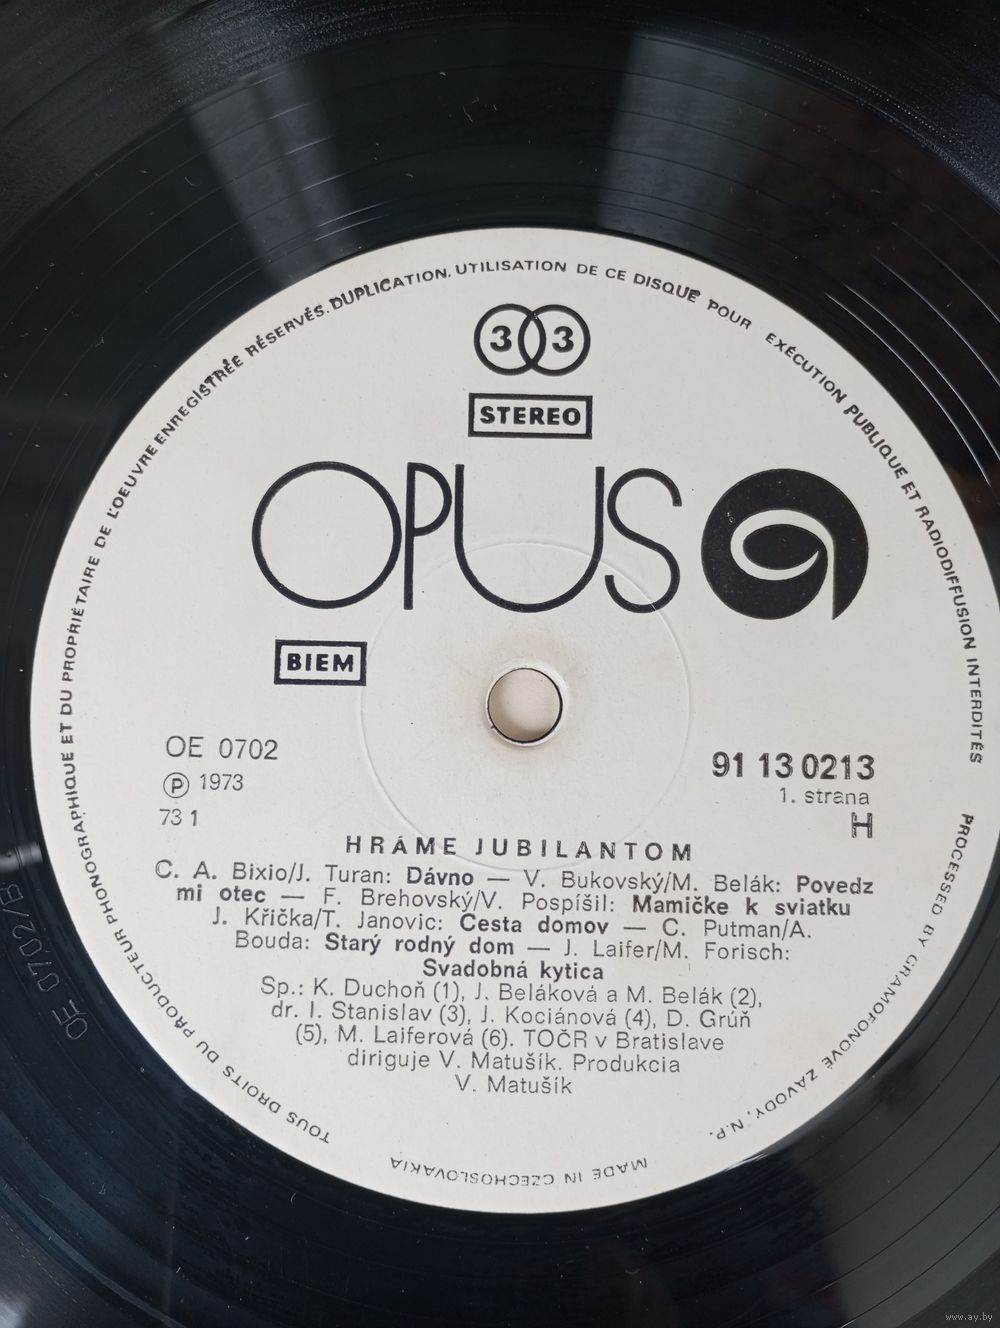 TOUS DROITS DU PRODUCTEUR PHONOGRAPHIQUE ET DU PROPRIÉTAIRE DE L'OEUVRE ENREGISTRÉE RÉSERVÉS. DUPLICATION, UTILISATION DE CE DISQUE POUR EXÉCUTION PUBLIQUE ET RADIODIFFUSION INTERDITÉS
33
STEREO
OPUS
BIEM
OE 0702
91 13 0213
Ⓟ 1973
1. strana
73 1
H
HRÁME JUBILANTOM
C. A. Bixio/J. Turan: Dávno — V. Bukovský/M. Belák: Povedz
mi otec — F. Brehovský/V. Pospíšil: Mamičke k sviatku
J. Křička/T. Janovic: Cesta domov — C. Putman/A.
Bouda: Starý rodný dom — J. Laifer/M. Forisch:
Svadobná kytica
Sp.: K. Duchoň (1), J. Beláková a M. Belák (2),
dr. I. Stanislav (3), J. Kociánová (4), D. Grúň
(5), M. Laiferová (6). TOČR v Bratislave
diriguje V. Matušík. Produkcia
V. Matušík
PROCESSED BY GRAMOFONOVÉ ZÁVODY, N.P.
MADE IN CZECHOSLOVAKIA
OE 0702/B
www.ay.by